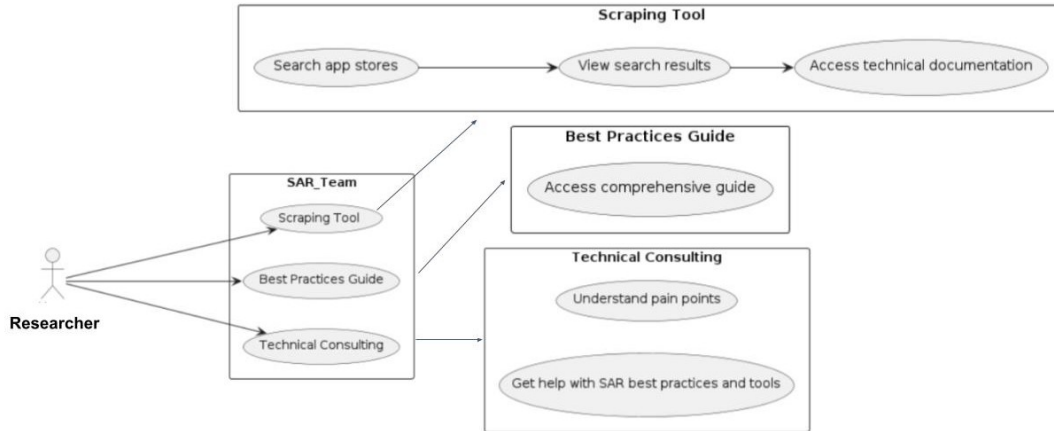 Scraping Tool
Search app stores
View search results
Access technical documentation
Best Practices Guide
Access comprehensive guide
SAR_Team
Scraping Tool
Best Practices Guide
Technical Consulting
Researcher
Technical Consulting
Understand pain points
Get help with SAR best practices and tools